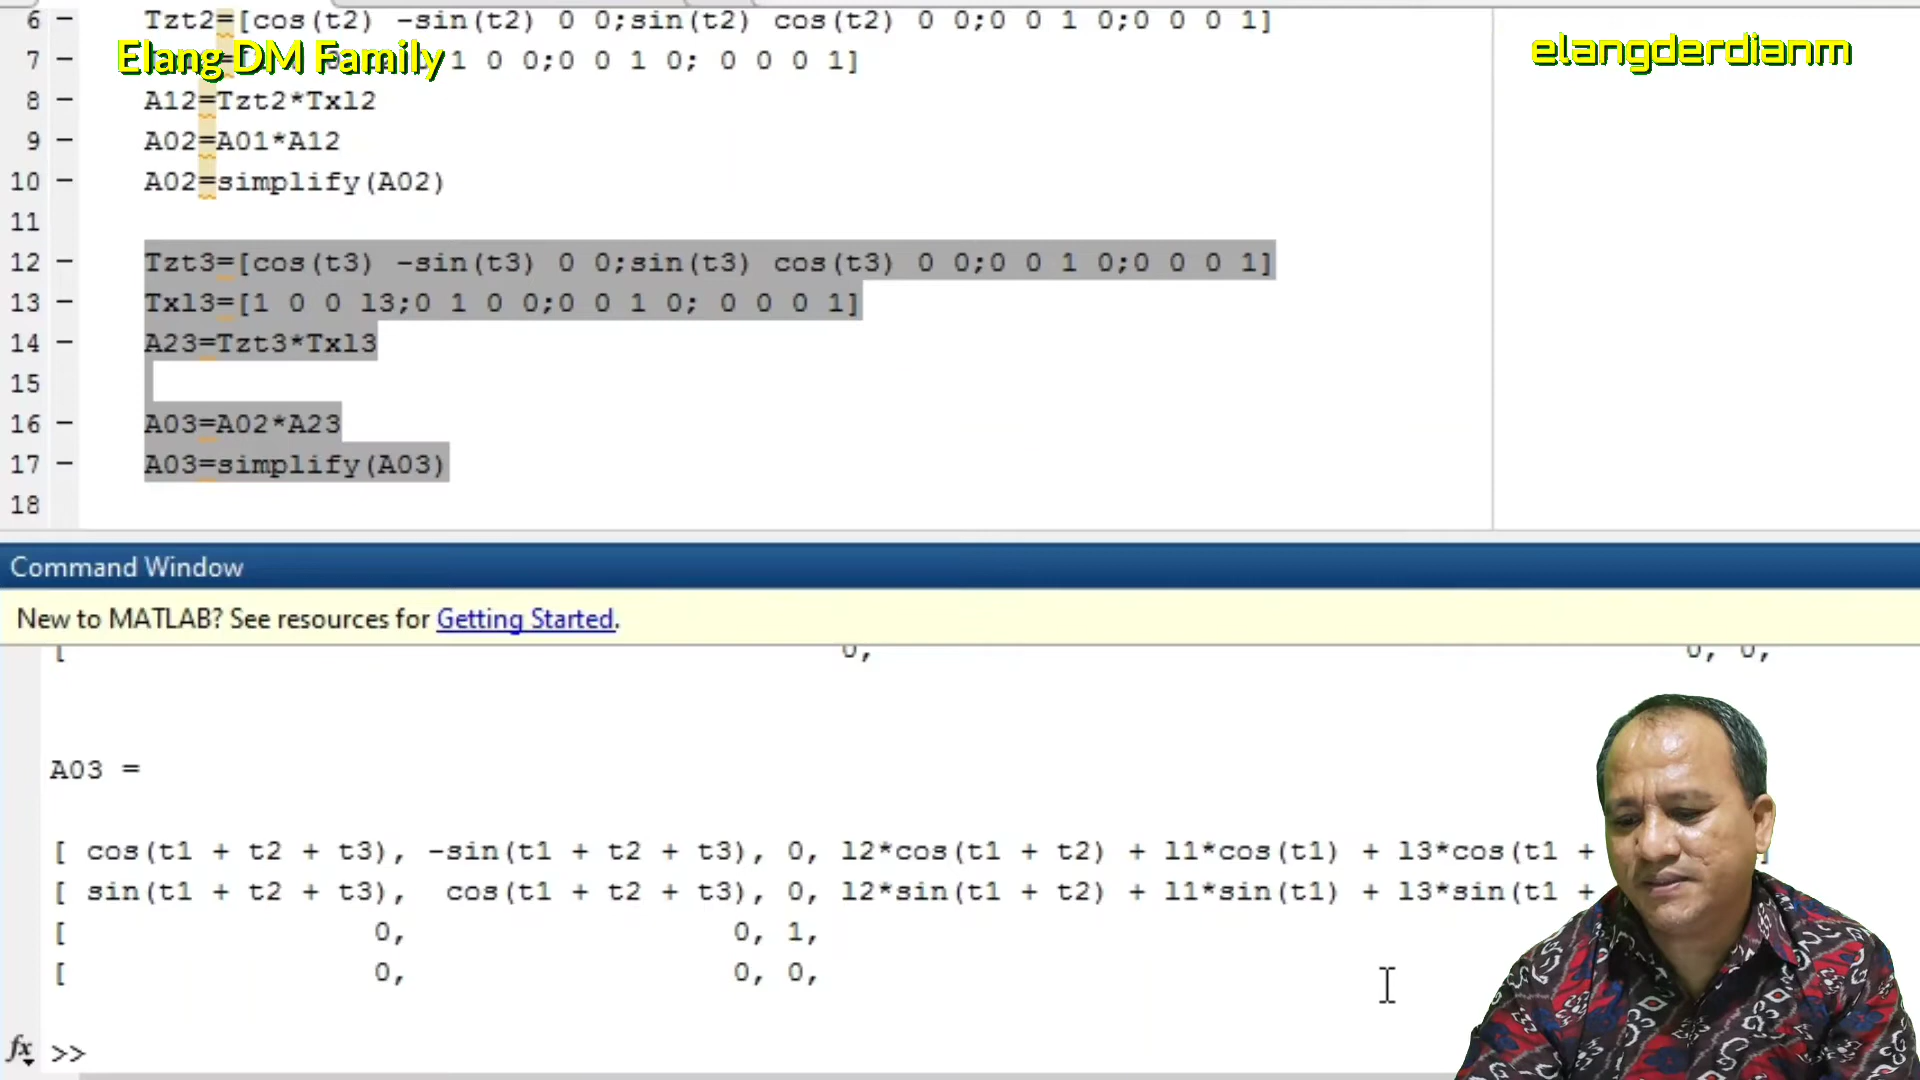 6 - Tzt2=[cos(t2) -sin(t2) 0 0;sin(t2) cos(t2) 0 0;0 0 1 0;0 0 0 1]
Elang DM Family
elangderdianm
7 - 1 0 0;0 0 1 0; 0 0 0 1]
8 - A12=Tzt2*Txl2
9 - A02=A01*A12
10 - A02=simplify(A02)
11
12 - Tzt3=[cos(t3) -sin(t3) 0 0;sin(t3) cos(t3) 0 0;0 0 1 0;0 0 0 1]
13 - Txl3=[1 0 0 l3;0 1 0 0;0 0 1 0; 0 0 0 1]
14 - A23=Tzt3*Txl3
15
16 - A03=A02*A23
17 - A03=simplify(A03)
18
Command Window
New to MATLAB? See resources for Getting Started.
[ 0, 0, 0,
A03 =
[ cos(t1 + t2 + t3), -sin(t1 + t2 + t3), 0, l2*cos(t1 + t2) + l1*cos(t1) + l3*cos(t1 + ]
[ sin(t1 + t2 + t3), cos(t1 + t2 + t3), 0, l2*sin(t1 + t2) + l1*sin(t1) + l3*sin(t1 +
[ 0, 0, 1,
[ 0, 0, 0,
fx >>